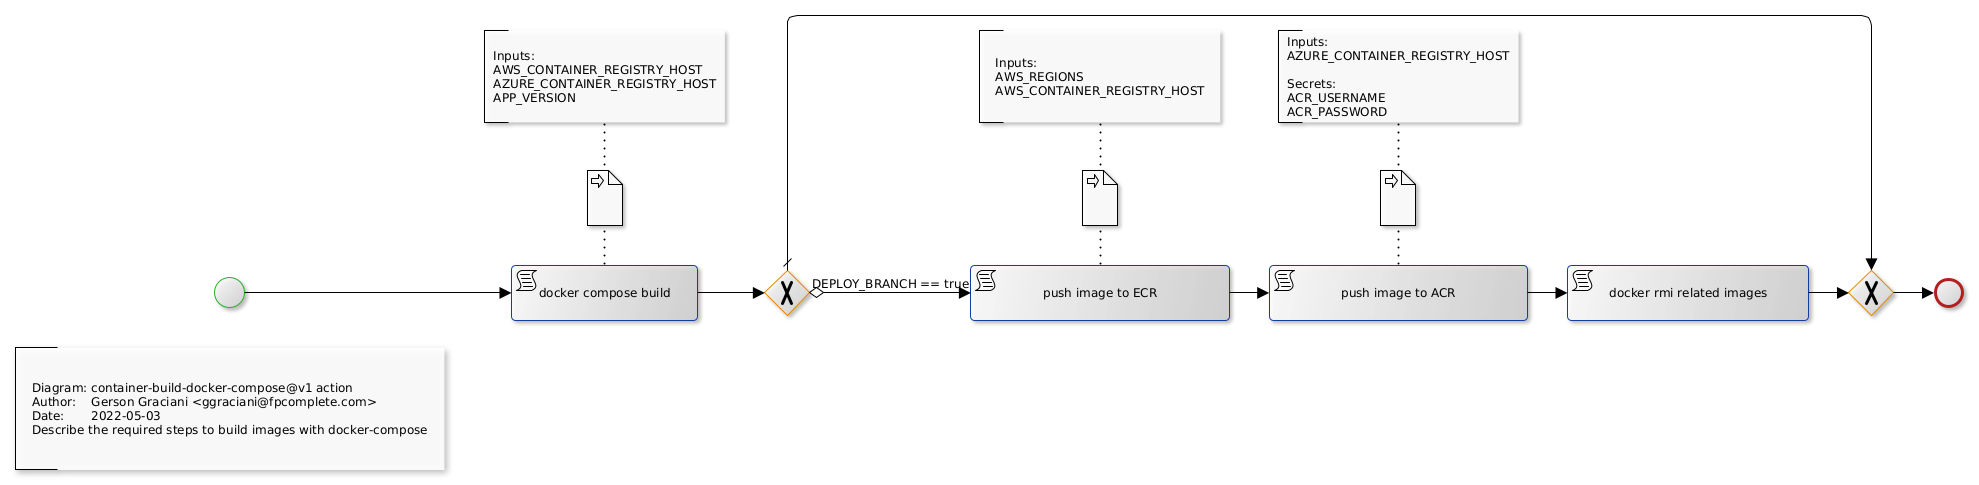 Inputs:
AWS_CONTAINER_REGISTRY_HOST
AZURE_CONTAINER_REGISTRY_HOST
APP_VERSION
Inputs:
AWS_REGIONS
AWS_CONTAINER_REGISTRY_HOST
Inputs:
AZURE_CONTAINER_REGISTRY_HOST
Secrets:
ACR_USERNAME
ACR_PASSWORD
docker compose build
DEPLOY_BRANCH == true
push image to ECR
push image to ACR
docker rmi related images
Diagram: container-build-docker-compose@v1 action
Author: Gerson Graciani <ggraciani@fpcomplete.com>
Date: 2022-05-03
Describe the required steps to build images with docker-compose